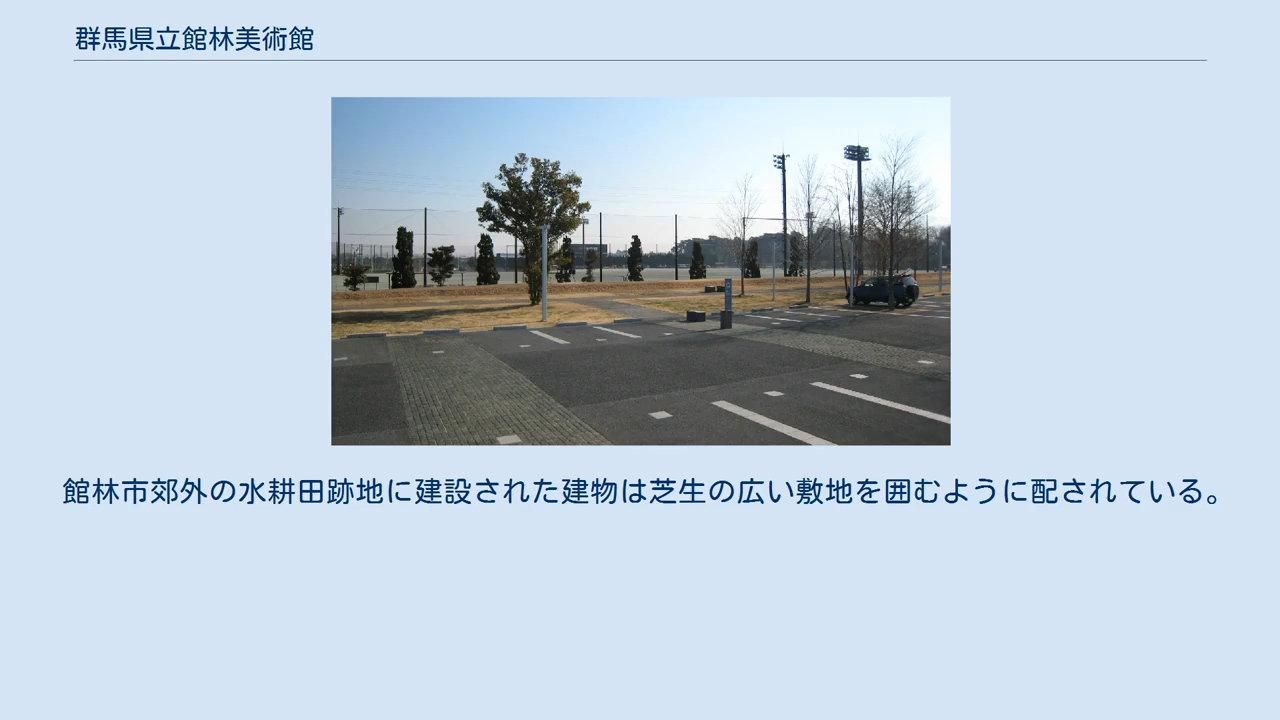 群馬県立館林美術館
館林市郊外の水耕田跡地に建設された建物は芝生の広い敷地を囲むように配されている。